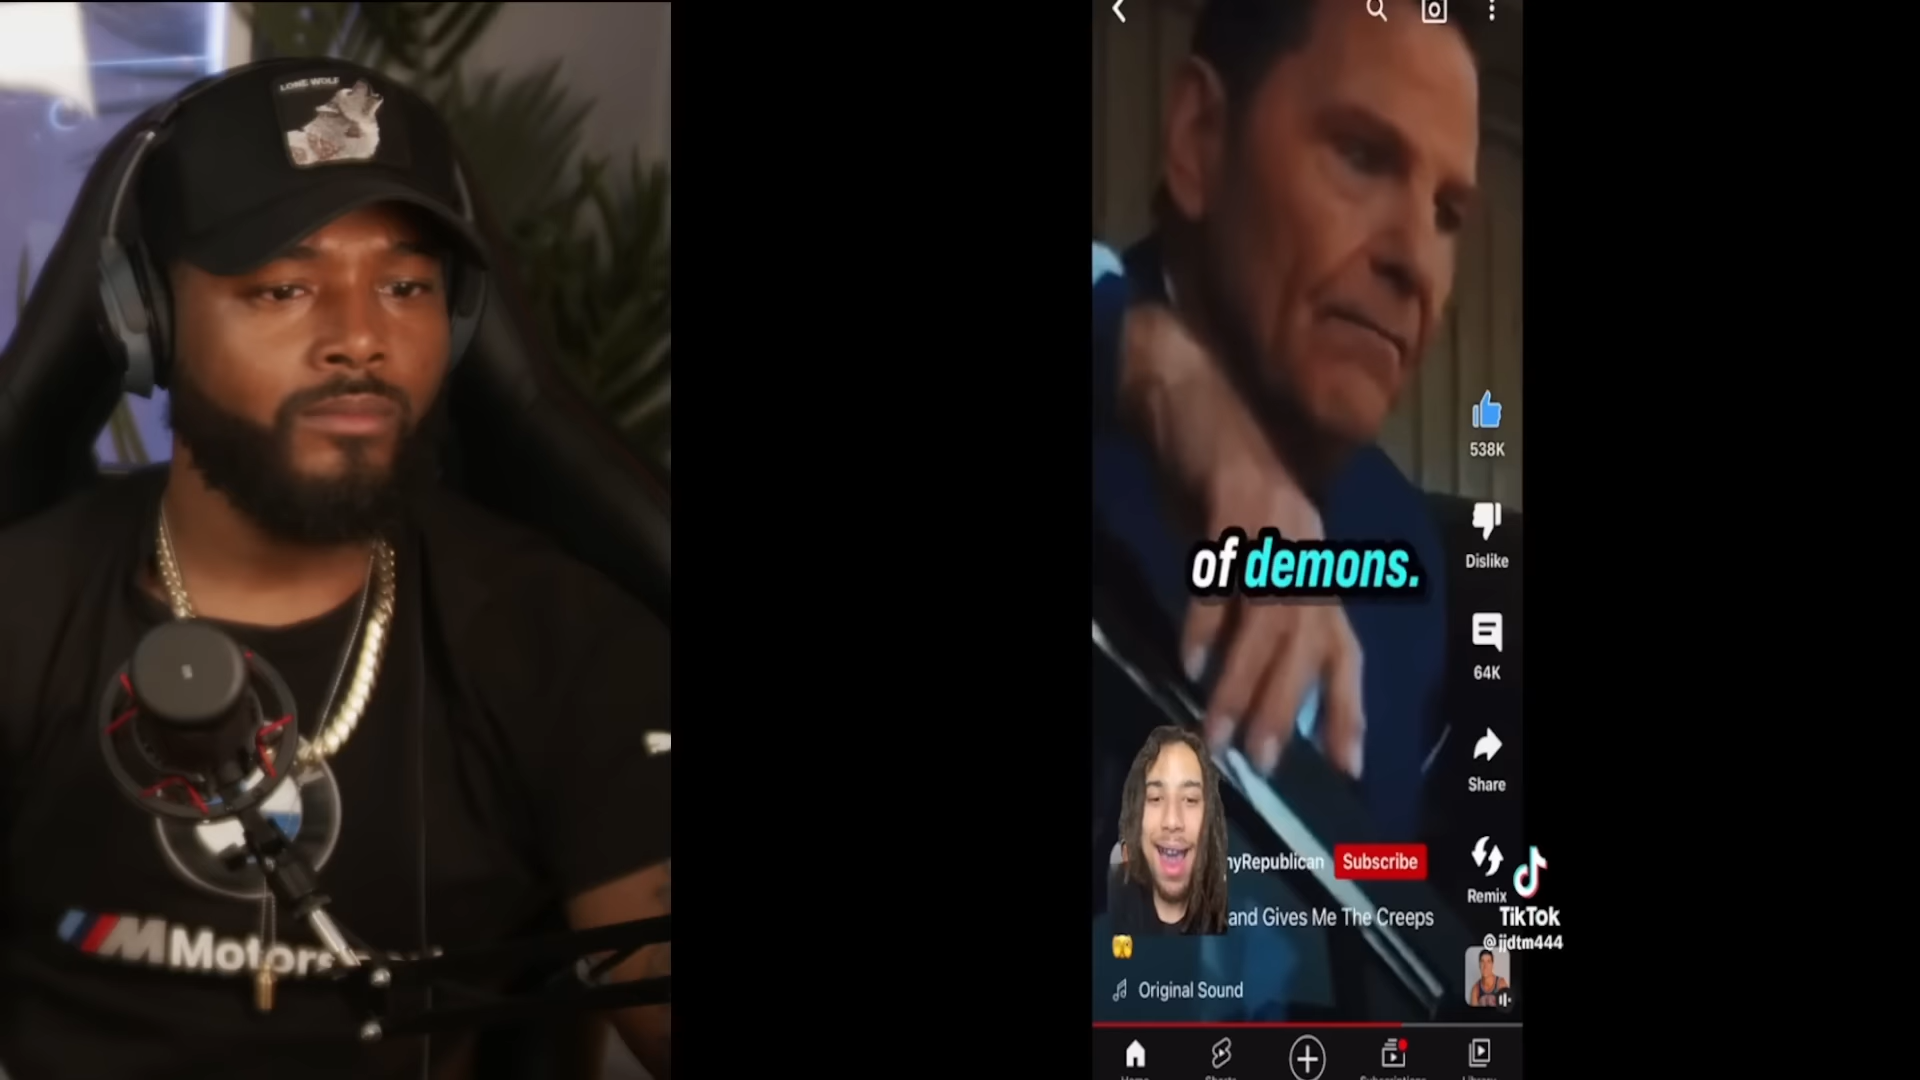 LONE WOLF
Motors
538K
of demons.
Dislike
64K
Share
nyRepublican
Subscribe
Remix
and Gives Me The Creeps
TikTok
@jjdtm444
Original Sound